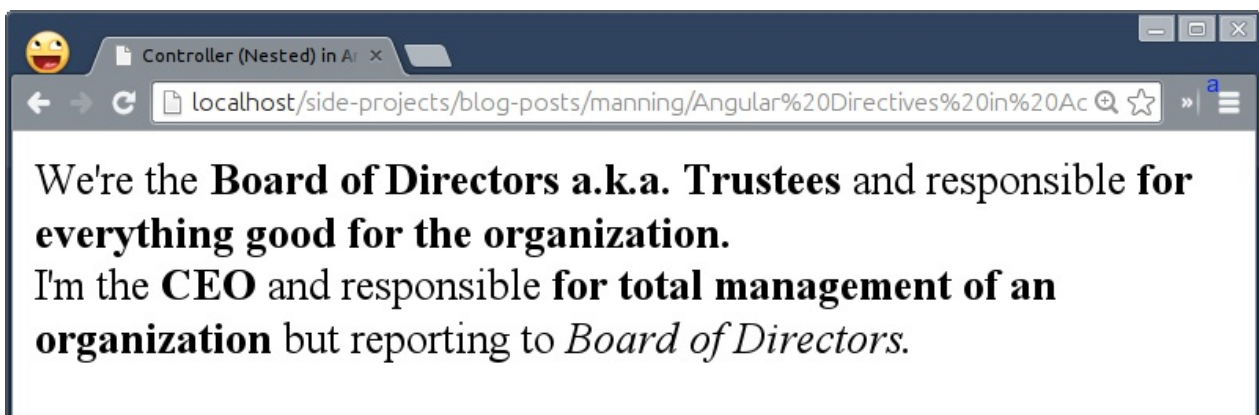 Controller (Nested) in Ar
localhost/side-projects/blog-posts/manning/Angular%20Directives%20in%20Ac
a
We're the Board of Directors a.k.a. Trustees and responsible for
everything good for the organization.
I'm the CEO and responsible for total management of an
organization but reporting to Board of Directors.